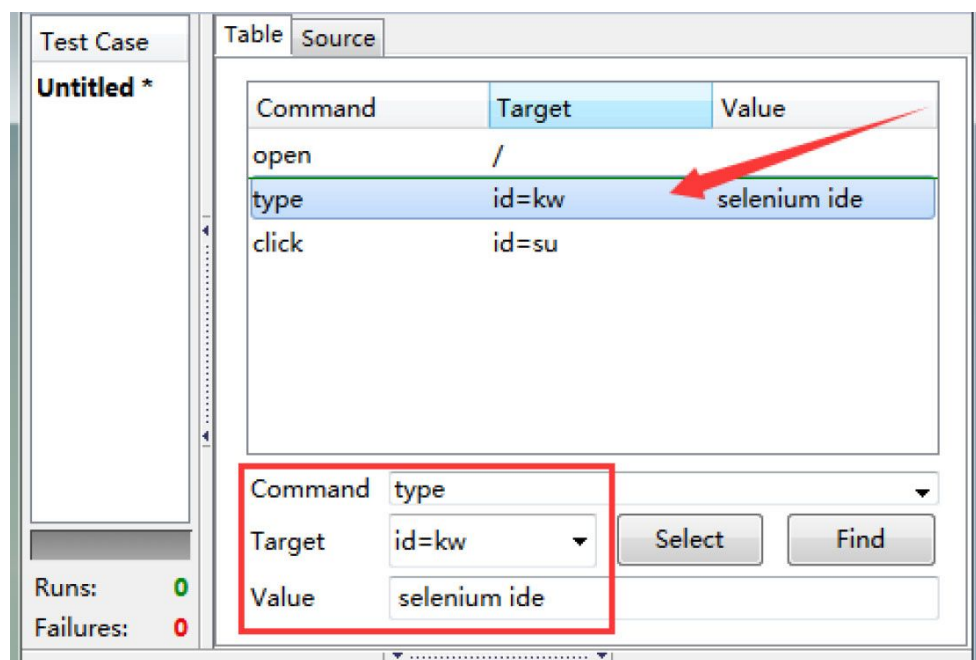 Test Case
Untitled *
Table Source
Command Target Value
open /
type id=kw selenium ide
click id=su
Command type
Target id=kw Select Find
Value selenium ide
Runs: 0
Failures: 0